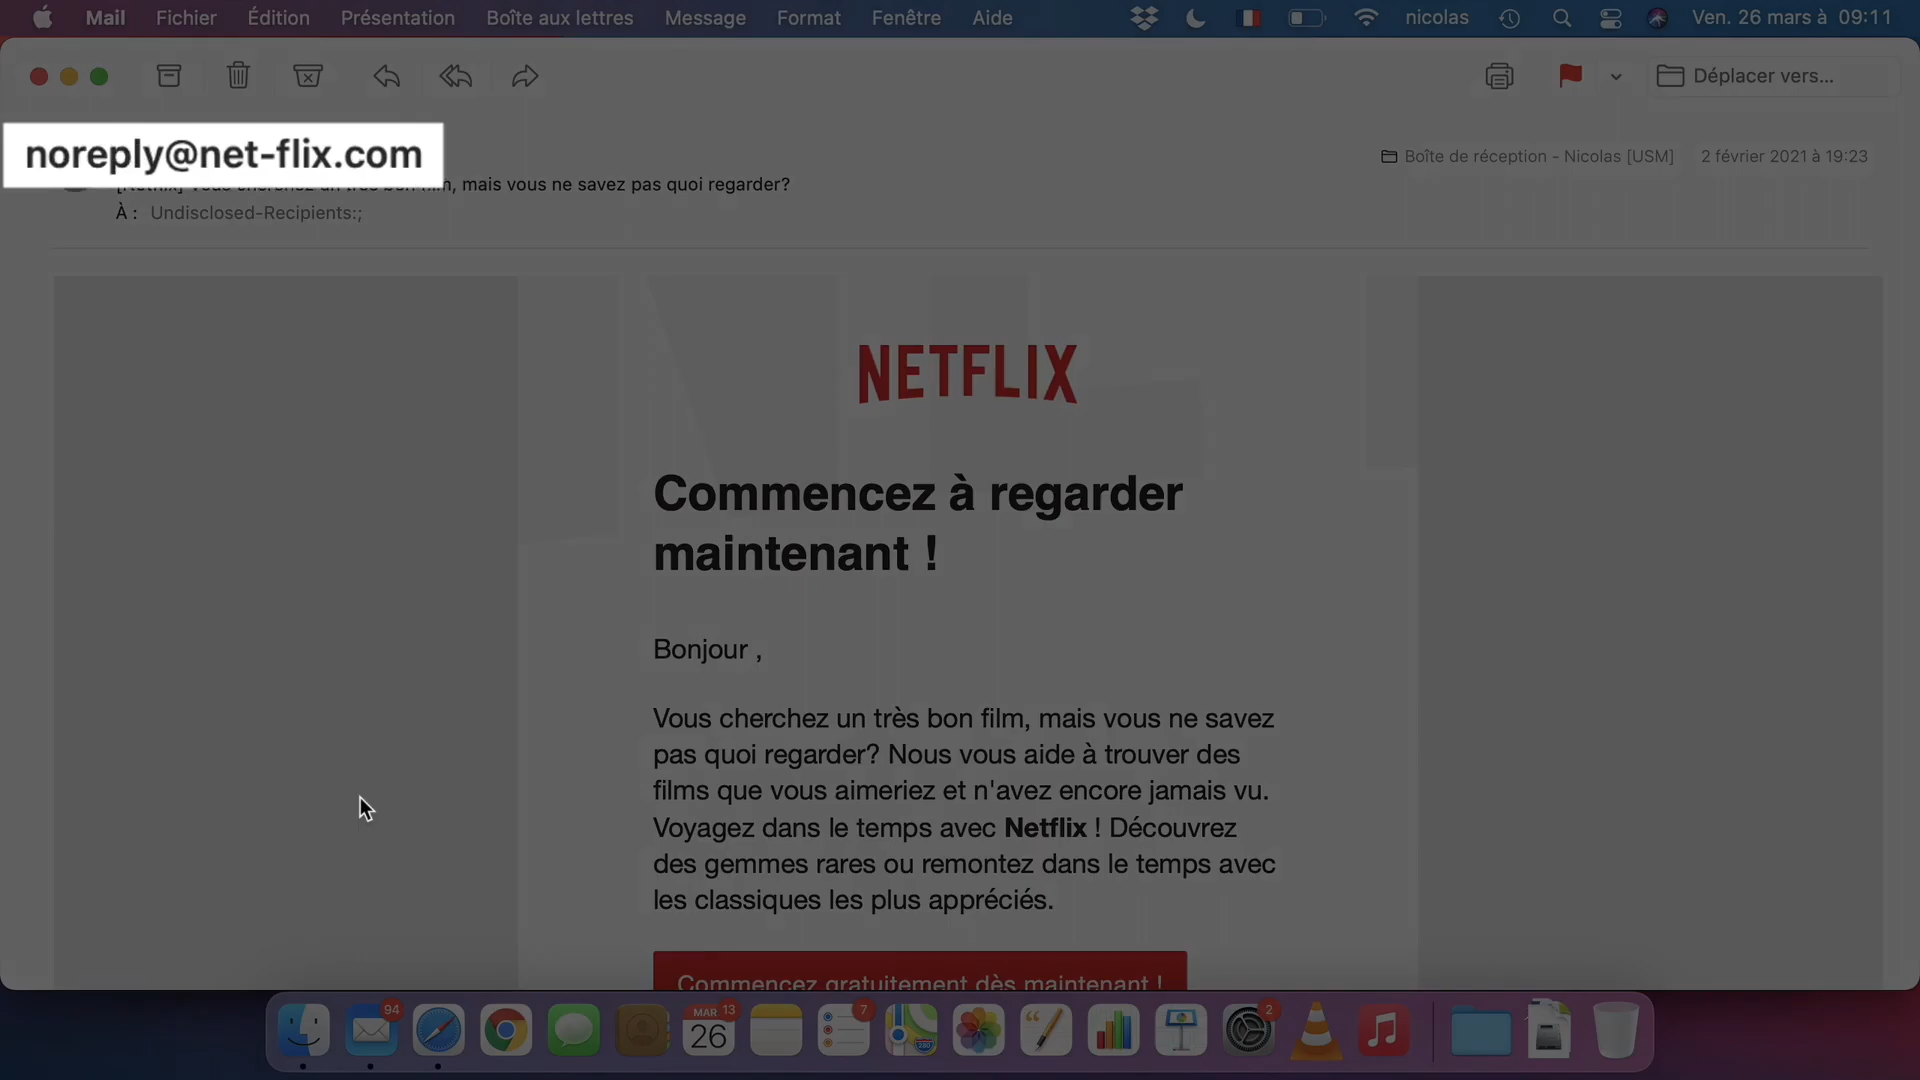 Mail Fichier Édition Présentation Boîte aux lettres Message Format Fenêtre Aide nicolas Ven. 26 mars à 09:11
Déplacer vers...
noreply@net-flix.com
Boîte de réception - Nicolas [USM] 2 février 2021 à 19:23
mais vous ne savez pas quoi regarder?
À : Undisclosed-Recipients:;
NETFLIX
Commencez à regarder
maintenant !
Bonjour ,
Vous cherchez un très bon film, mais vous ne savez
pas quoi regarder? Nous vous aide à trouver des
films que vous aimeriez et n'avez encore jamais vu.
Voyagez dans le temps avec Netflix ! Découvrez
des gemmes rares ou remontez dans le temps avec
les classiques les plus appréciés.
Commencez gratuitement dès maintenant !
94
MAR 13
26
7
2